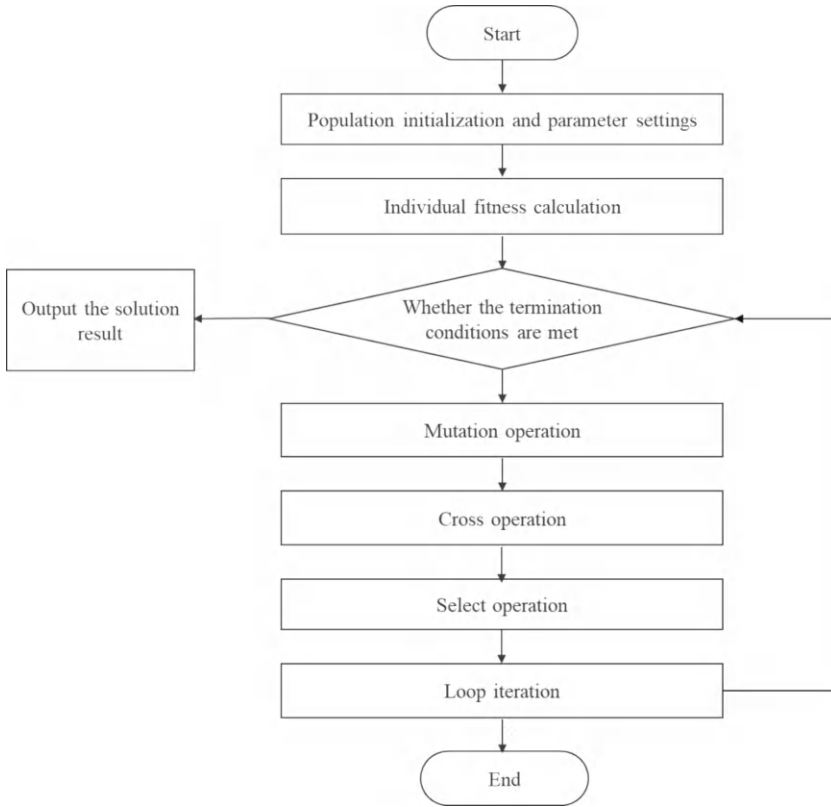 Start
Population initialization and parameter settings
Individual fitness calculation
Output the solution
result
Whether the termination
conditions are met
Mutation operation
Cross operation
Select operation
Loop iteration
End